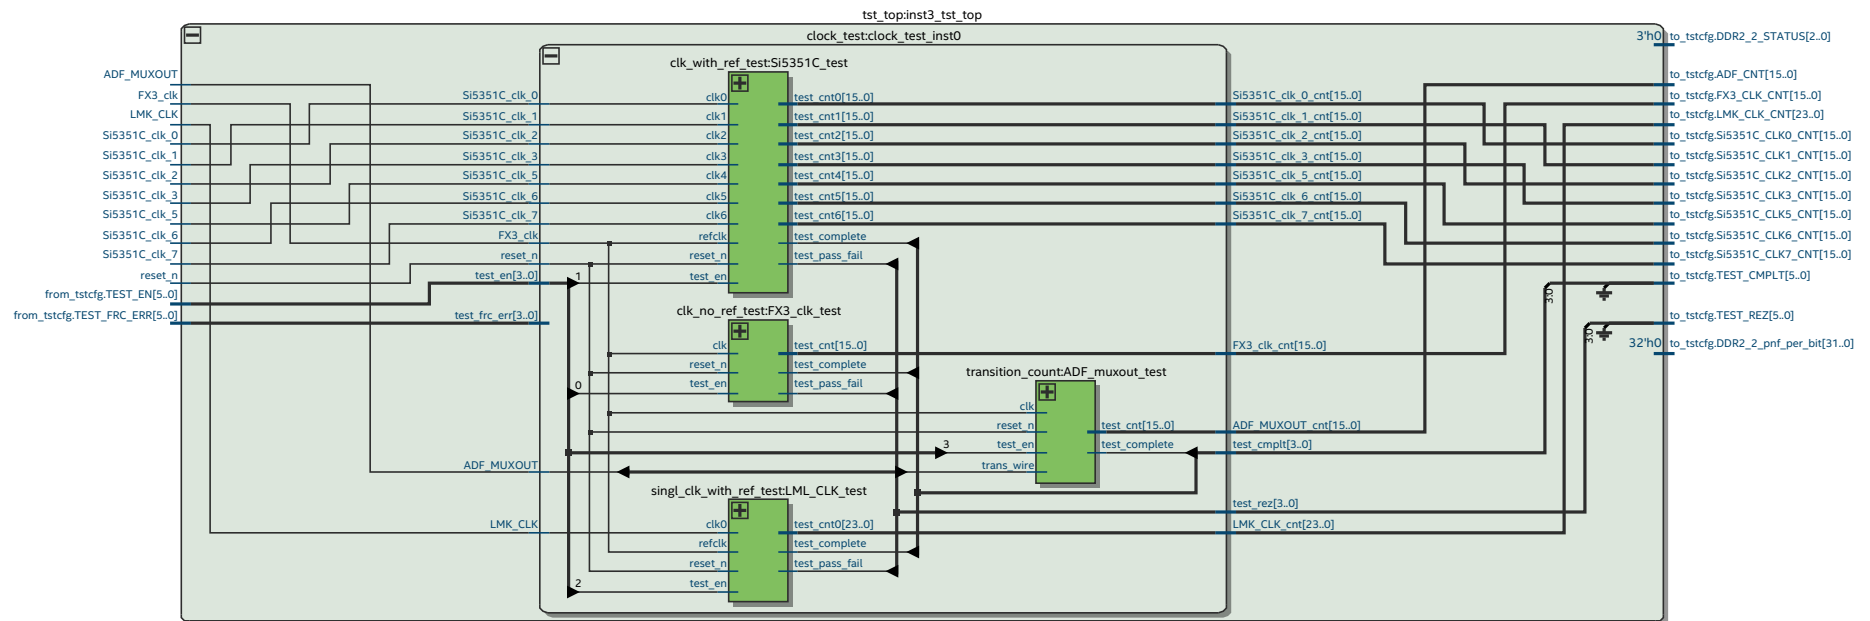 tst_top:inst3_tst_top
clock_test:clock_test_inst0
ADF_MUXOUT
FX3_clk
LMK_CLK
Si5351C_clk_0
Si5351C_clk_1
Si5351C_clk_2
Si5351C_clk_3
Si5351C_clk_5
Si5351C_clk_6
Si5351C_clk_7
reset_n
from_tstcfg.TEST_EN[5..0]
from_tstcfg.TEST_FRC_ERR[5..0]
Si5351C_clk_0
Si5351C_clk_1
Si5351C_clk_2
Si5351C_clk_3
Si5351C_clk_5
Si5351C_clk_6
Si5351C_clk_7
FX3_clk
reset_n
test_en[3..0]
test_frc_err[3..0]
ADF_MUXOUT
LMK_CLK
clk_with_ref_test:Si5351C_test
clk0
clk1
clk2
clk3
clk4
clk5
clk6
refclk
reset_n
test_en
1
test_cnt0[15..0]
test_cnt1[15..0]
test_cnt2[15..0]
test_cnt3[15..0]
test_cnt4[15..0]
test_cnt5[15..0]
test_cnt6[15..0]
test_complete
test_pass_fail
clk_no_ref_test:FX3_clk_test
clk
reset_n
test_en
0
test_cnt[15..0]
test_complete
test_pass_fail
transition_count:ADF_muxout_test
clk
reset_n
test_en
3
trans_wire
test_cnt[15..0]
test_complete
singl_clk_with_ref_test:LML_CLK_test
clk0
refclk
reset_n
test_en
2
test_cnt0[23..0]
test_complete
test_pass_fail
Si5351C_clk_0_cnt[15..0]
Si5351C_clk_1_cnt[15..0]
Si5351C_clk_2_cnt[15..0]
Si5351C_clk_3_cnt[15..0]
Si5351C_clk_5_cnt[15..0]
Si5351C_clk_6_cnt[15..0]
Si5351C_clk_7_cnt[15..0]
FX3_clk_cnt[15..0]
ADF_MUXOUT_cnt[15..0]
test_cmplt[3..0]
test_rez[3..0]
LMK_CLK_cnt[23..0]
3'h0
to_tstcfg.DDR2_2_STATUS[2..0]
to_tstcfg.ADF_CNT[15..0]
to_tstcfg.FX3_CLK_CNT[15..0]
to_tstcfg.LMK_CLK_CNT[23..0]
to_tstcfg.Si5351C_CLK0_CNT[15..0]
to_tstcfg.Si5351C_CLK1_CNT[15..0]
to_tstcfg.Si5351C_CLK2_CNT[15..0]
to_tstcfg.Si5351C_CLK3_CNT[15..0]
to_tstcfg.Si5351C_CLK5_CNT[15..0]
to_tstcfg.Si5351C_CLK6_CNT[15..0]
to_tstcfg.Si5351C_CLK7_CNT[15..0]
to_tstcfg.TEST_CMPLT[5..0]
3:0
to_tstcfg.TEST_REZ[5..0]
3:0
32'h0
to_tstcfg.DDR2_2_pnf_per_bit[31..0]